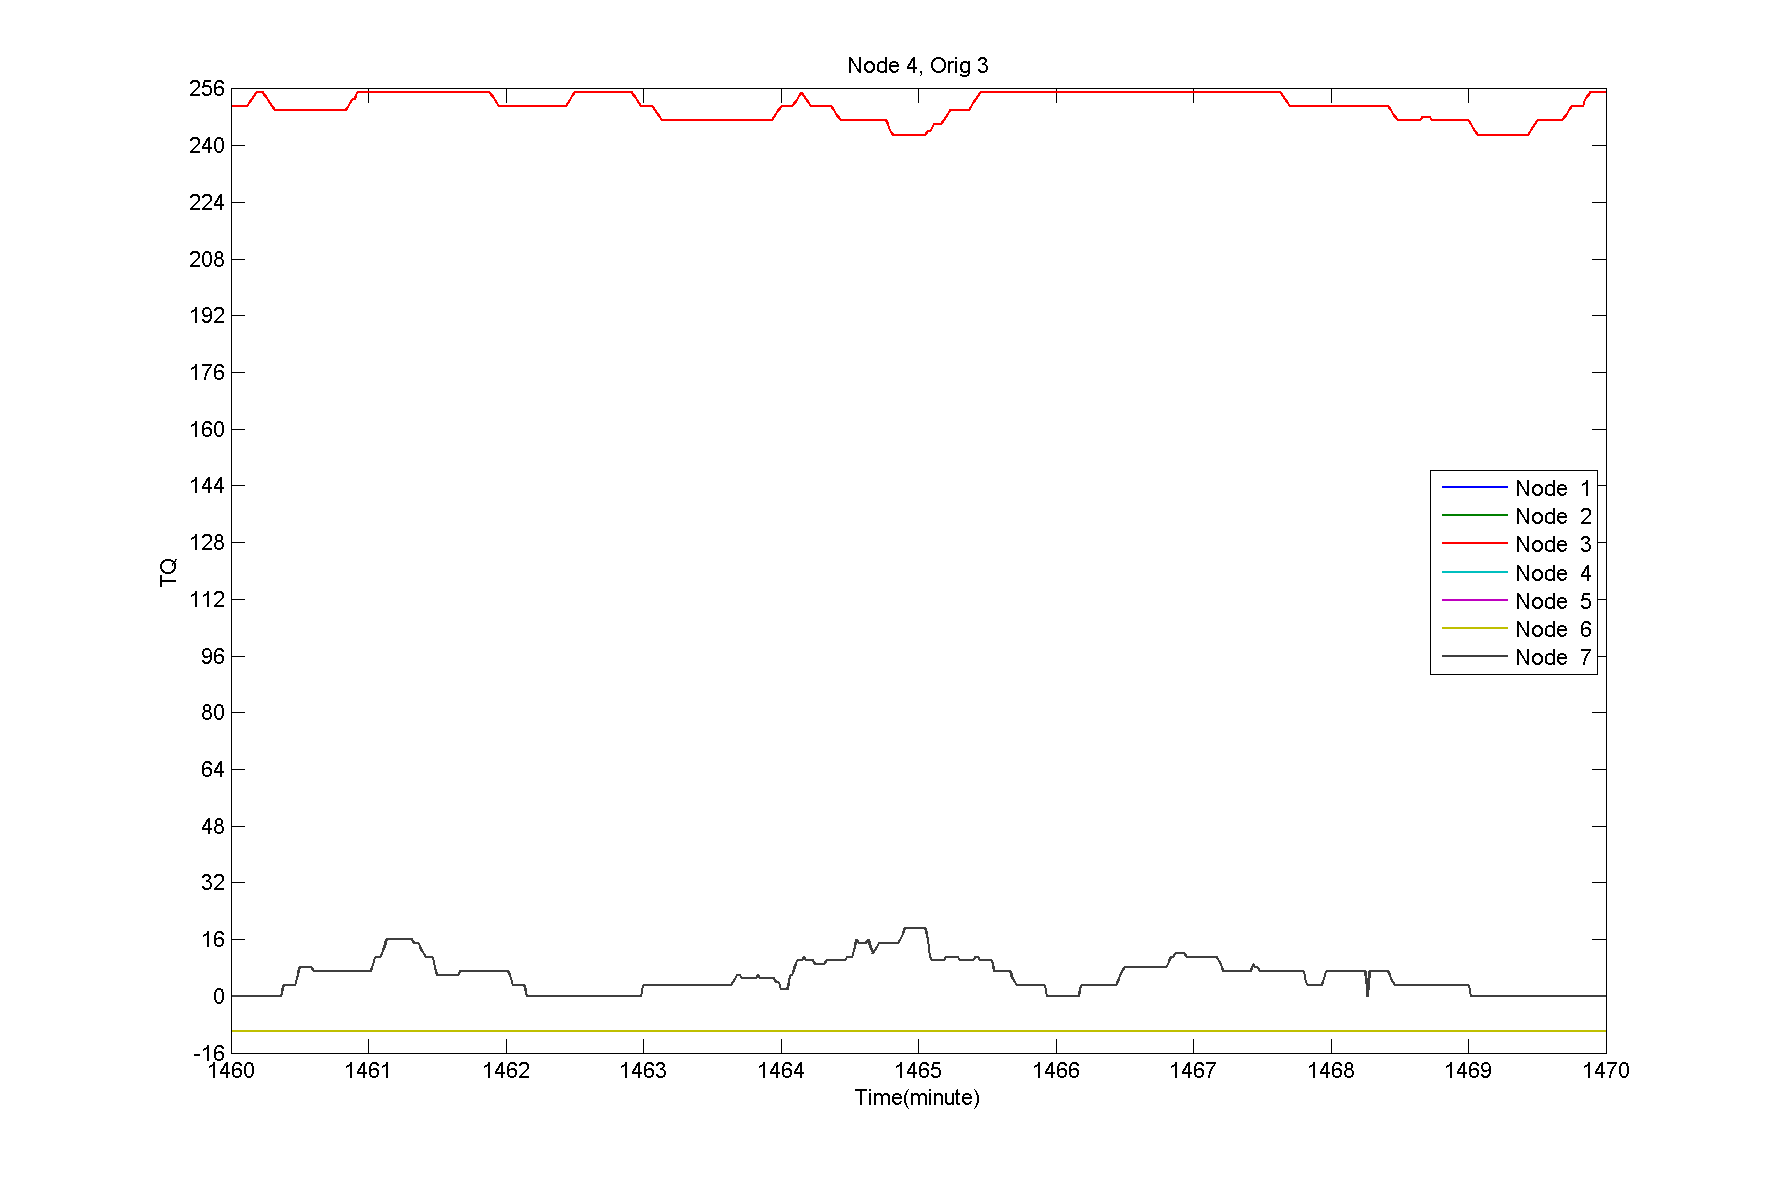 Node 4, Orig 3
256
240
224
208
192
176
160
144
128
112
96
80
64
48
32
16
0
-16
TQ
Node 1
Node 2
Node 3
Node 4
Node 5
Node 6
Node 7
1460 1461 1462 1463 1464 1465 1466 1467 1468 1469 1470
Time(minute)